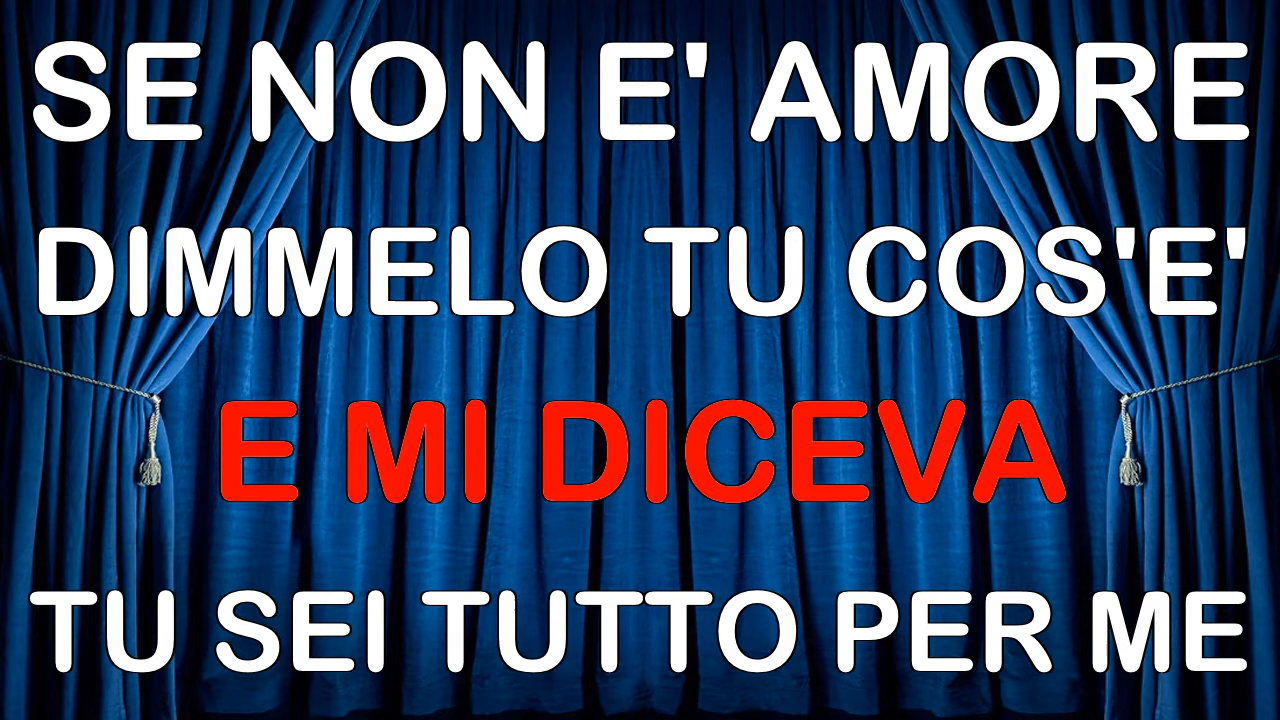 SE NON E' AMORE
DIMMELO TU COS'E'
E MI DICEVA
TU SEI TUTTO PER ME